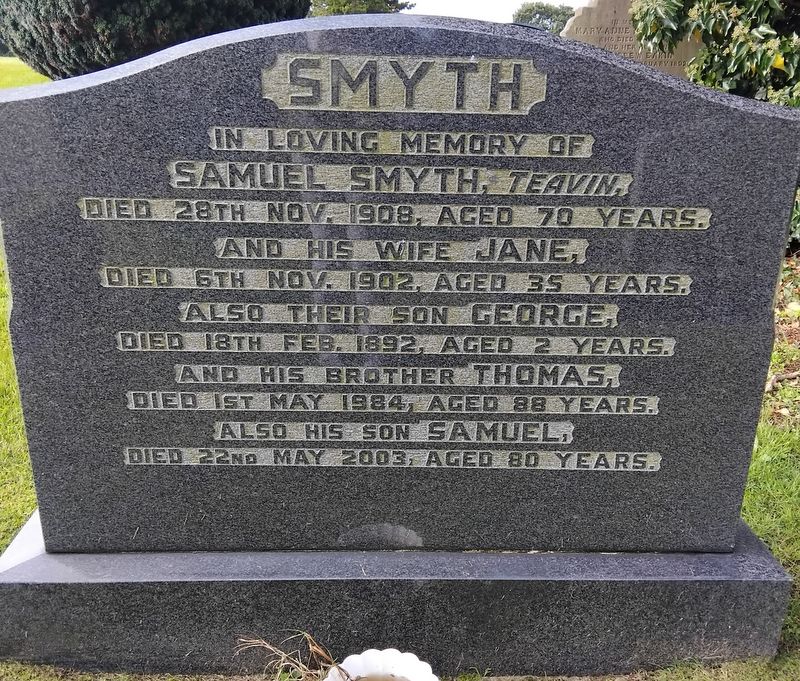 SMYTH
IN LOVING MEMORY OF
SAMUEL SMYTH, TEAVIN,
DIED 28TH NOV. 1908, AGED 70 YEARS.
AND HIS WIFE JANE,
DIED 6TH NOV. 1902, AGED 35 YEARS.
ALSO THEIR SON GEORGE,
DIED 18TH FEB. 1892, AGED 2 YEARS.
AND HIS BROTHER THOMAS,
DIED 1ST MAY 1984, AGED 88 YEARS.
ALSO HIS SON SAMUEL,
DIED 22ND MAY 2003, AGED 80 YEARS.
MARY ANNE